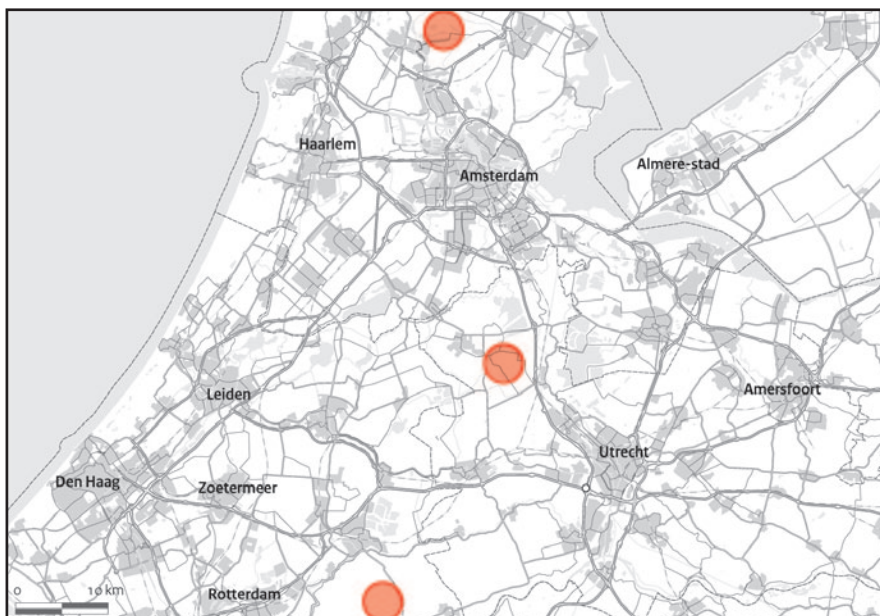 Haarlem
Almere-stad
Amsterdam
Leiden
Amersfoort
Utrecht
Den Haag
Zoetermeer
0 10 km
Rotterdam